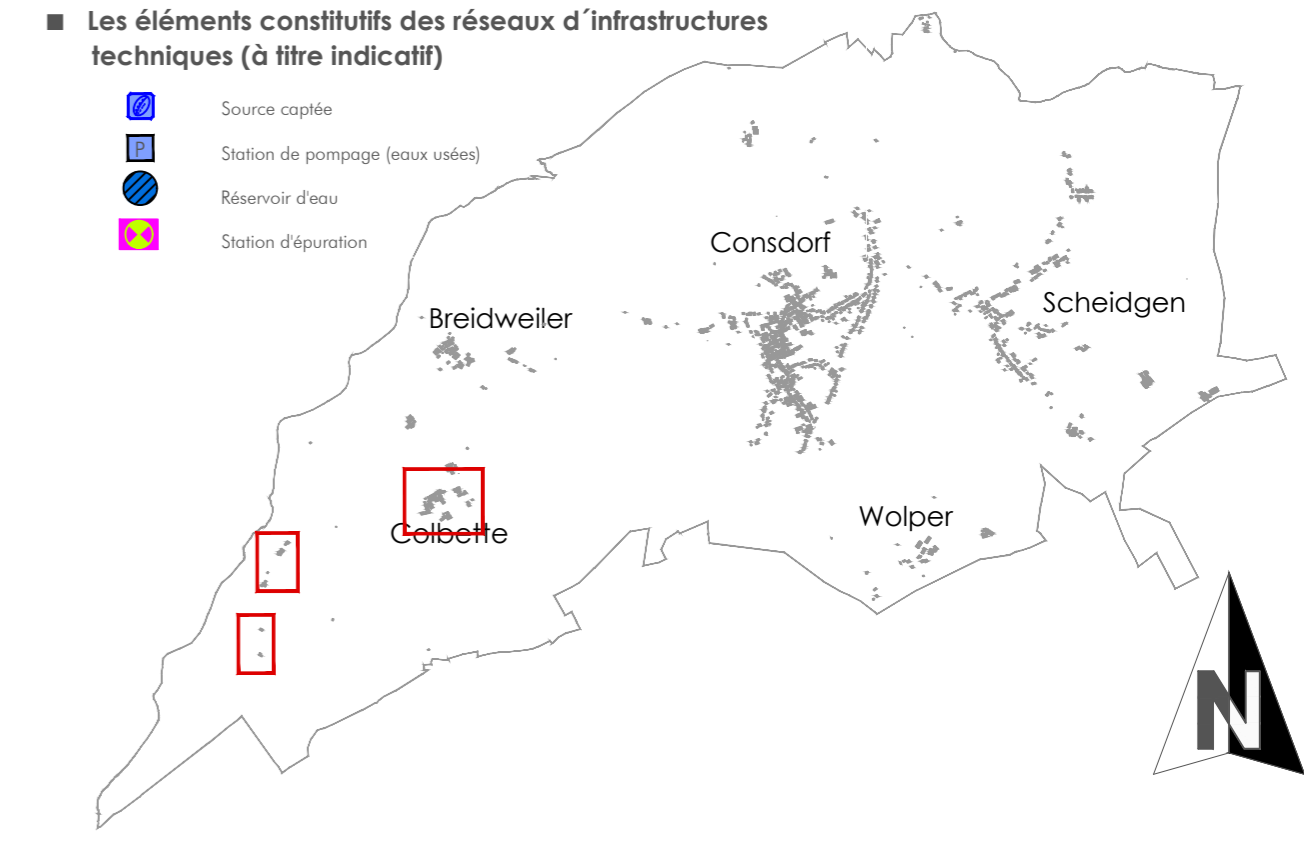 ■ Les éléments constitutifs des réseaux d´infrastructures
techniques (à titre indicatif)
Source captée
P Station de pompage (eaux usées)
Réservoir d'eau
Station d'épuration
Consdorf
Scheidgen
Breidweiler
Wolper
Colbette
N